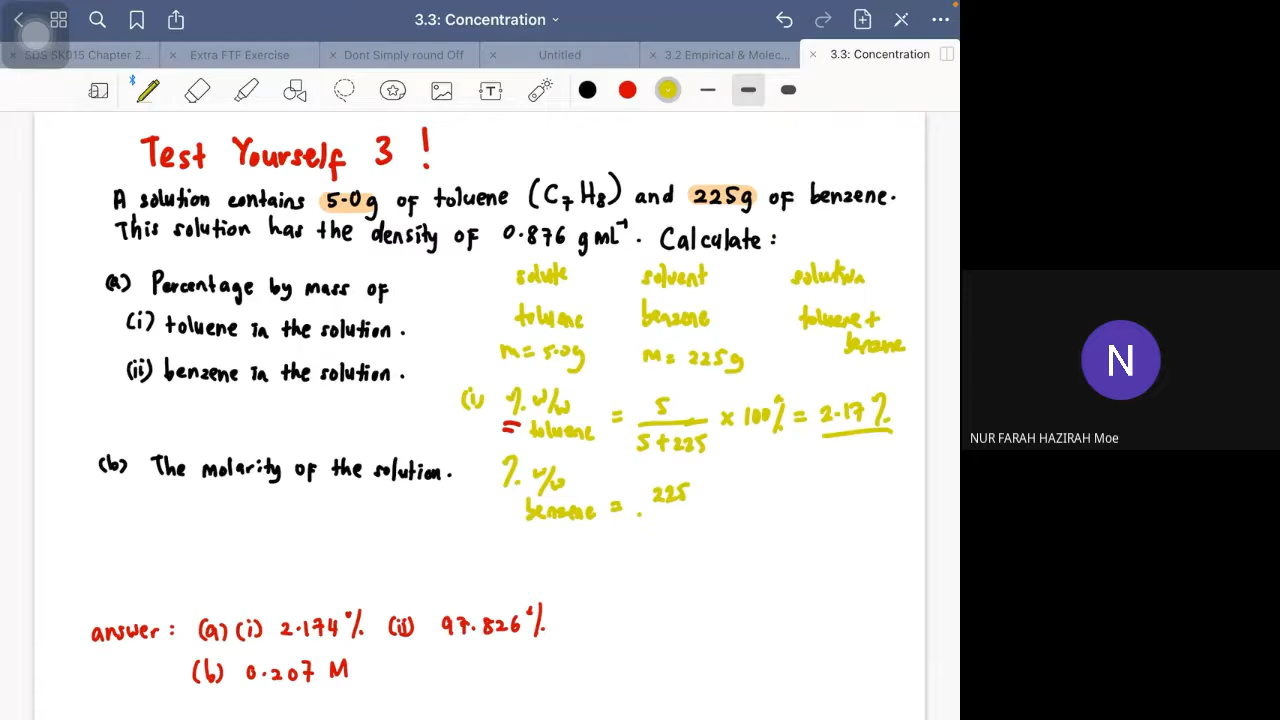 3.3: Concentration
SDS SK015 Chapter 2...
Extra FTF Exercise
Dont Simply round Off
Untitled
3.2 Empirical & Molec...
3.3: Concentration
Test Yourself 3 !
A solution contains 5.0g of toluene (C7H8) and 225g of benzene.
This solution has the density of 0.876 g mL⁻¹. Calculate :
solute solvent solution
(a) Percentage by mass of
(i) toluene in the solution.
toluene benzene toluene +
benzene
m = 5.0g m = 225g
(ii) benzene in the solution.
(i) % w/w toluene = 5 / (5+225) × 100% = 2.17%
(b) The molarity of the solution.
% w/w
benzene = 225
answer : (a) (i) 2.174% (ii) 97.826%
(b) 0.207 M
N
NUR FARAH HAZIRAH Moe